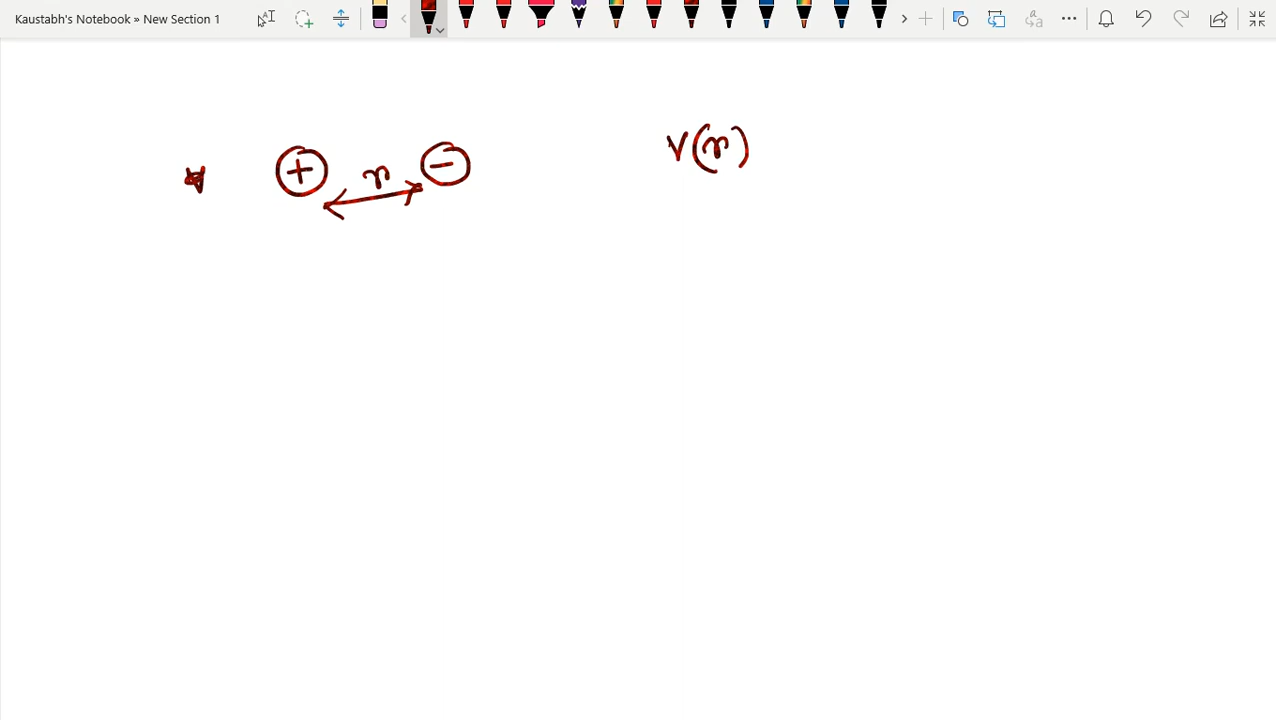 Kaustabh's Notebook » New Section 1
V(r)
+ r −